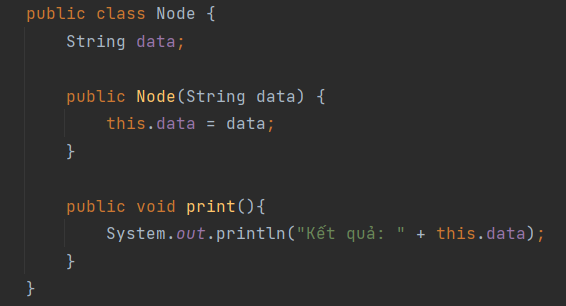 public class Node {
String data;
public Node(String data) {
this.data = data;
}
public void print(){
System.out.println("Kết quả: " + this.data);
}
}